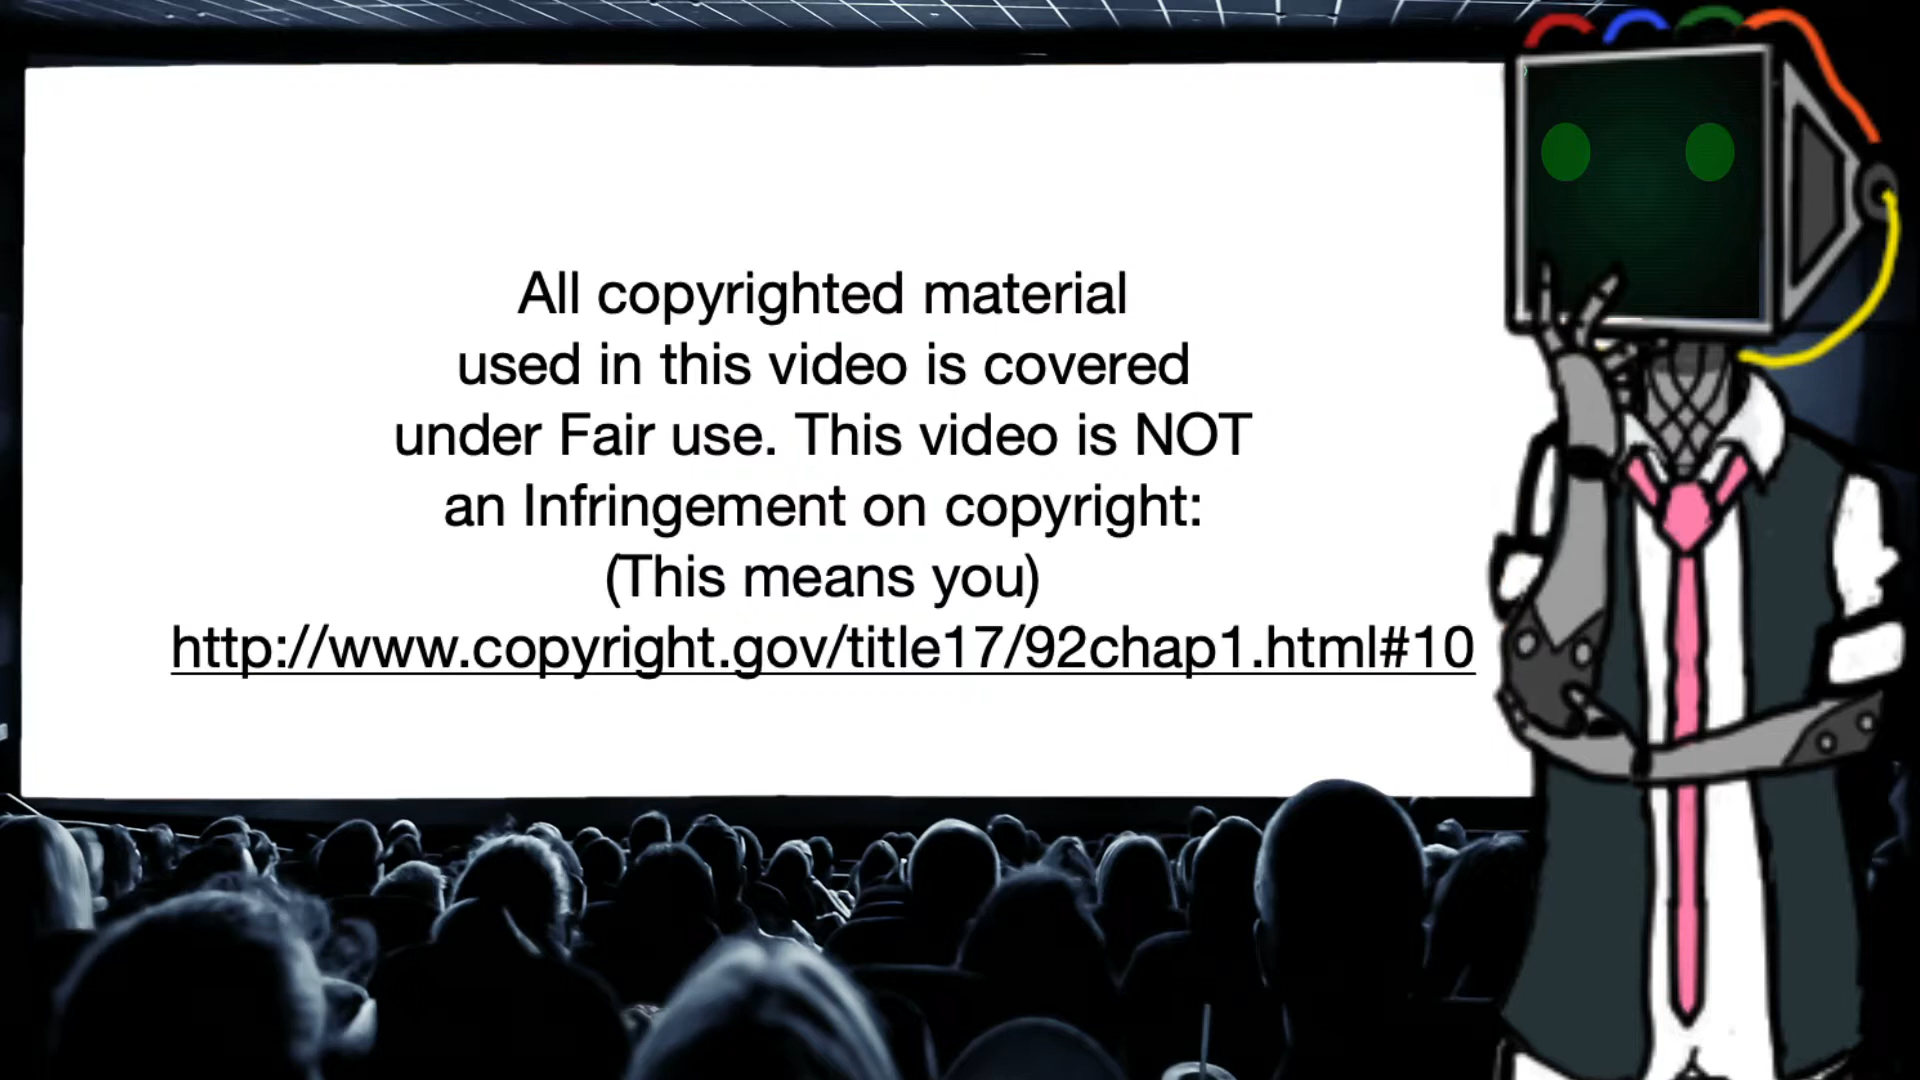 All copyrighted material
used in this video is covered
under Fair use. This video is NOT
an Infringement on copyright:
(This means you)
http://www.copyright.gov/title17/92chap1.html#10